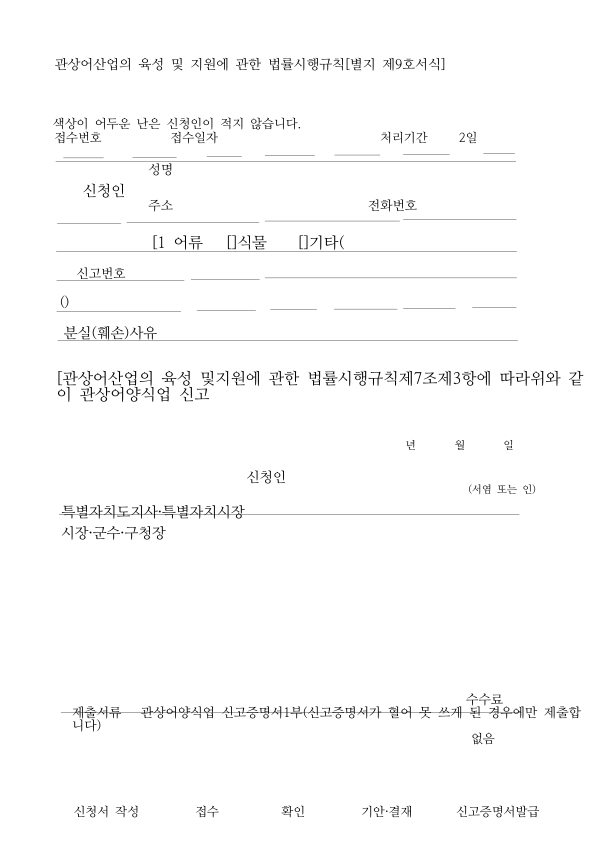 관상어산업의 육성 및 지원에 관한 법률시행규칙[별지 제9호서식]
색상이 어두운 난은 신청인이 적지 않습니다.
접수번호 접수일자 처리기간 2일
성명
신청인
주소 전화번호
[1 어류 []식물 []기타(
신고번호
()
분실(훼손)사유
[관상어산업의 육성 및지원에 관한 법률시행규칙제7조제3항에 따라위와 같
이 관상어양식업 신고
년 월 일
신청인
(서염 또는 인)
특별자치도지사·특별자치시장
시장·군수·구청장
수수료
제출서류 관상어양식업 신고증명서1부(신고증명서가 혈어 못 쓰게 된 경우에만 제출합
니다)
없음
신청서 작성 접수 확인 기안·결재 신고증명서발급